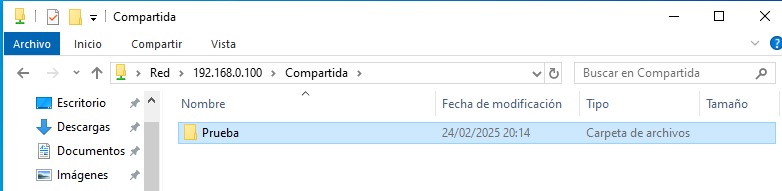 Compartida
Archivo Inicio Compartir Vista
Red 192.168.0.100 Compartida Buscar en Compartida
Escritorio
Descargas
Documentos
Imágenes
Nombre Fecha de modificación Tipo Tamaño
Prueba 24/02/2025 20:14 Carpeta de archivos